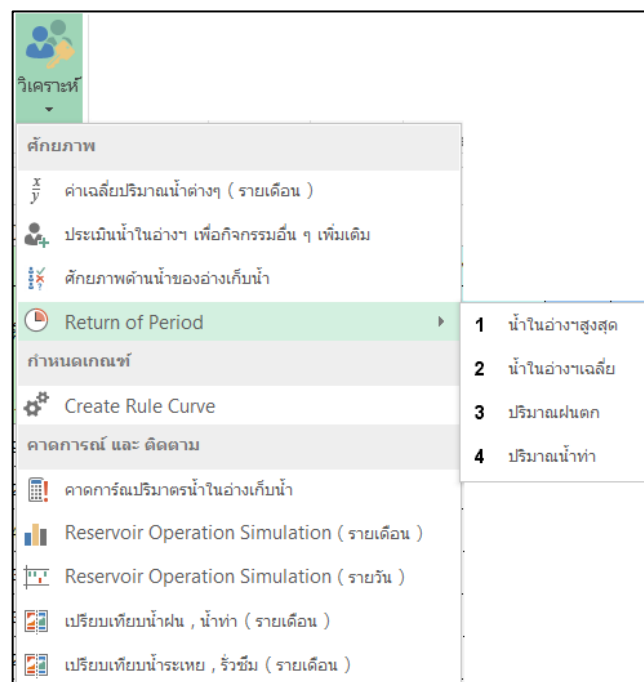 วิเคราะห์
ศักยภาพ
x
y
ค่าเฉลี่ยปริมาณน้ำต่างๆ ( รายเดือน )
ประเมินน้ำในอ่างฯ เพื่อกิจกรรมอื่น ๆ เพิ่มเติม
ศักยภาพด้านน้ำของอ่างเก็บน้ำ
Return of Period
1 น้ำในอ่างฯสูงสุด
2 น้ำในอ่างฯเฉลี่ย
3 ปริมาณฝนตก
4 ปริมาณน้ำท่า
กำหนดเกณฑ์
Create Rule Curve
คาดการณ์ และ ติดตาม
คาดการ์ณปริมาตรน้ำในอ่างเก็บน้ำ
Reservoir Operation Simulation ( รายเดือน )
Reservoir Operation Simulation ( รายวัน )
เปรียบเทียบน้ำฝน , น้ำท่า ( รายเดือน )
เปรียบเทียบน้ำระเหย , รั่วซึม ( รายเดือน )